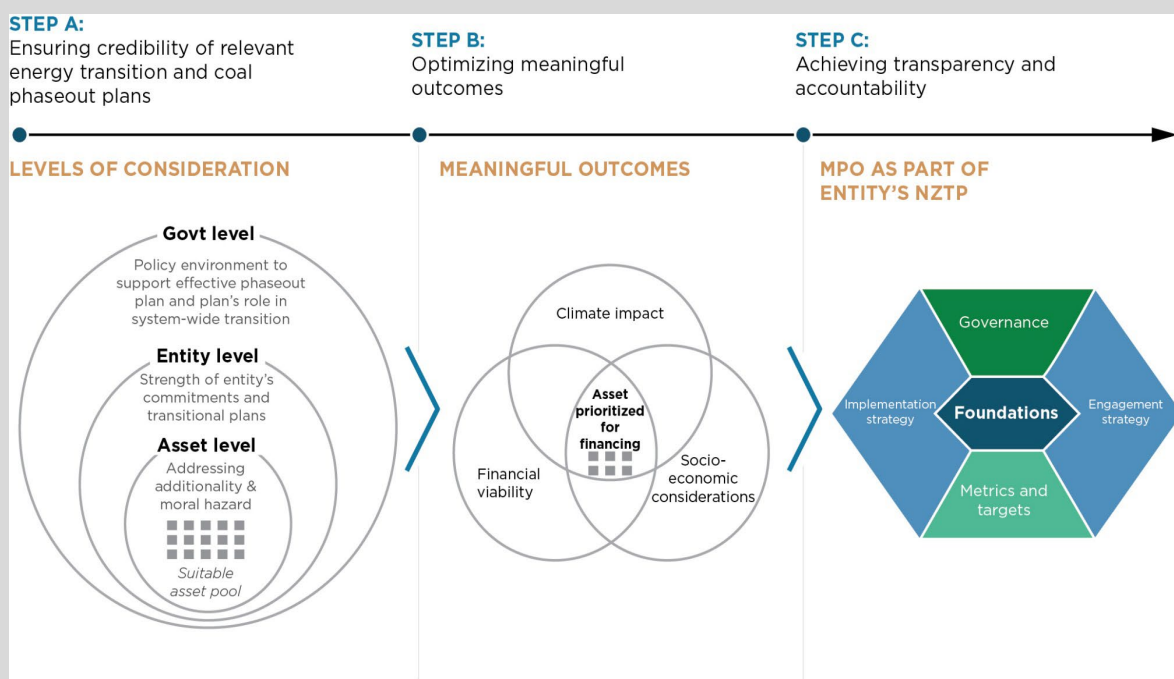 STEP A:
Ensuring credibility of relevant
energy transition and coal
phaseout plans
STEP B:
Optimizing meaningful
outcomes
STEP C:
Achieving transparency and
accountability
LEVELS OF CONSIDERATION
Govt level
Policy environment to
support effective phaseout
plan and plan's role in
system-wide transition
Entity level
Strength of entity's
commitments and
transitional plans
Asset level
Addressing
additionality &
moral hazard
Suitable
asset pool
MEANINGFUL OUTCOMES
Climate impact
Asset
prioritized
for
financing
Financial
viability
Socio-
economic
considerations
MPO AS PART OF
ENTITY'S NZTP
Governance
Implementation
strategy
Foundations
Engagement
strategy
Metrics and
targets